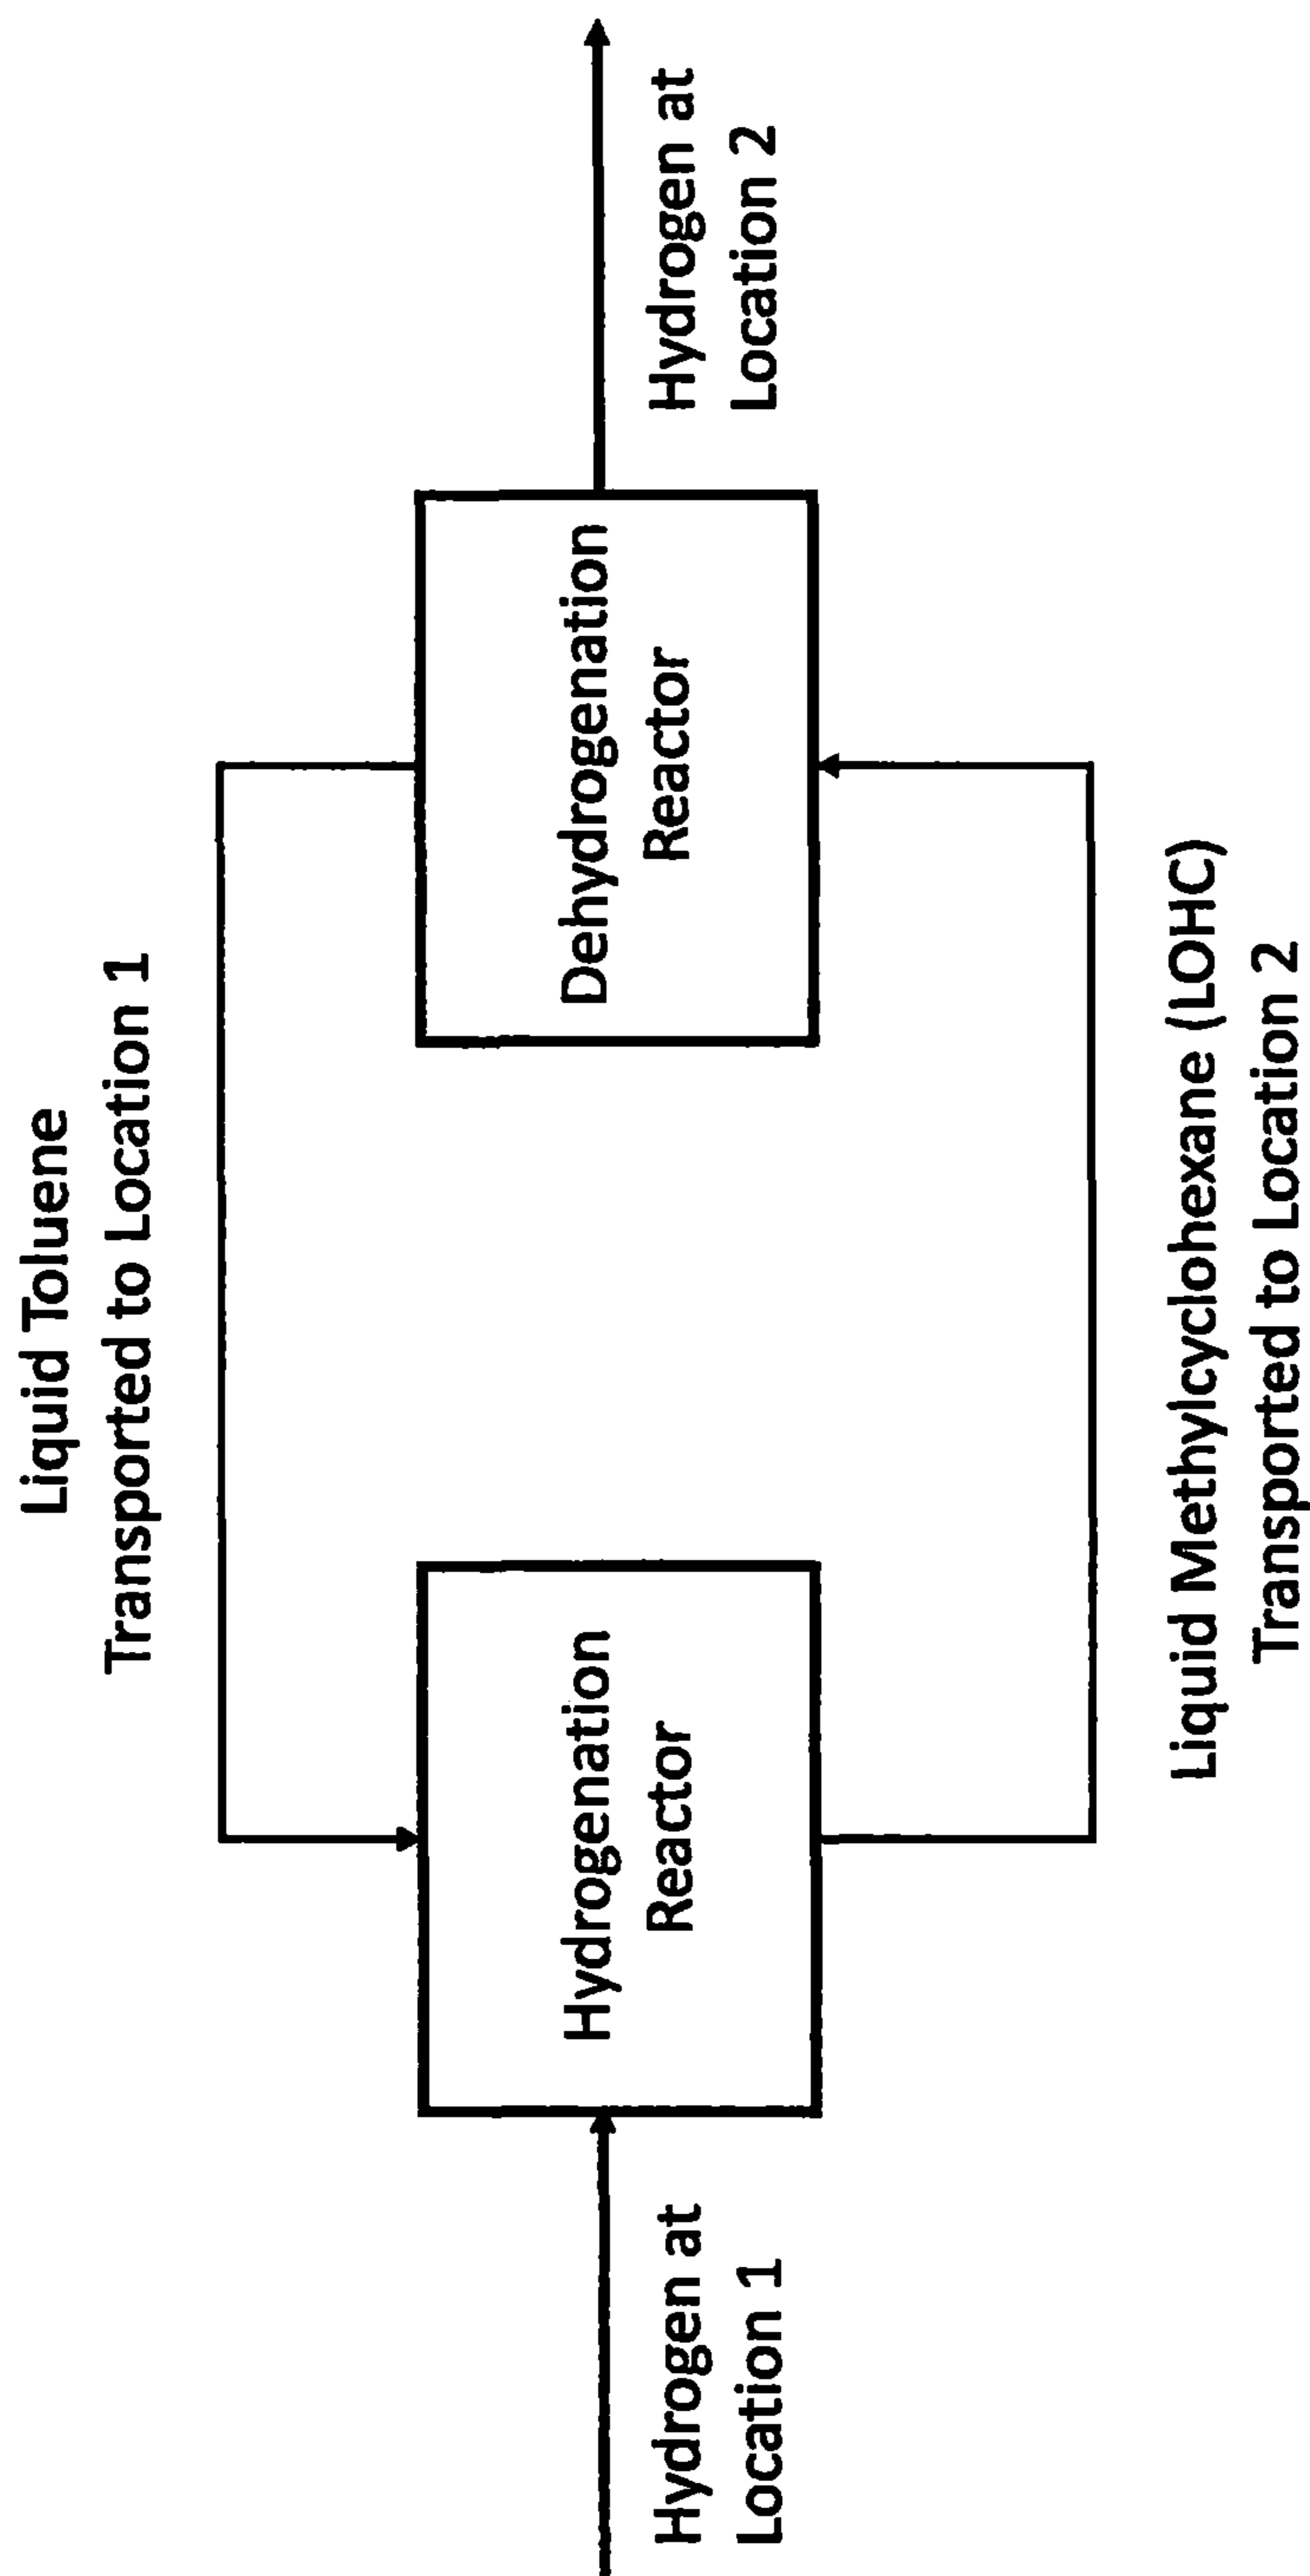 Liquid Toluene
Transported to Location 1
Hydrogen at
Location 1
Hydrogenation
Reactor
Dehydrogenation
Reactor
Hydrogen at
Location 2
Liquid Methylcyclohexane (LOHC)
Transported to Location 2